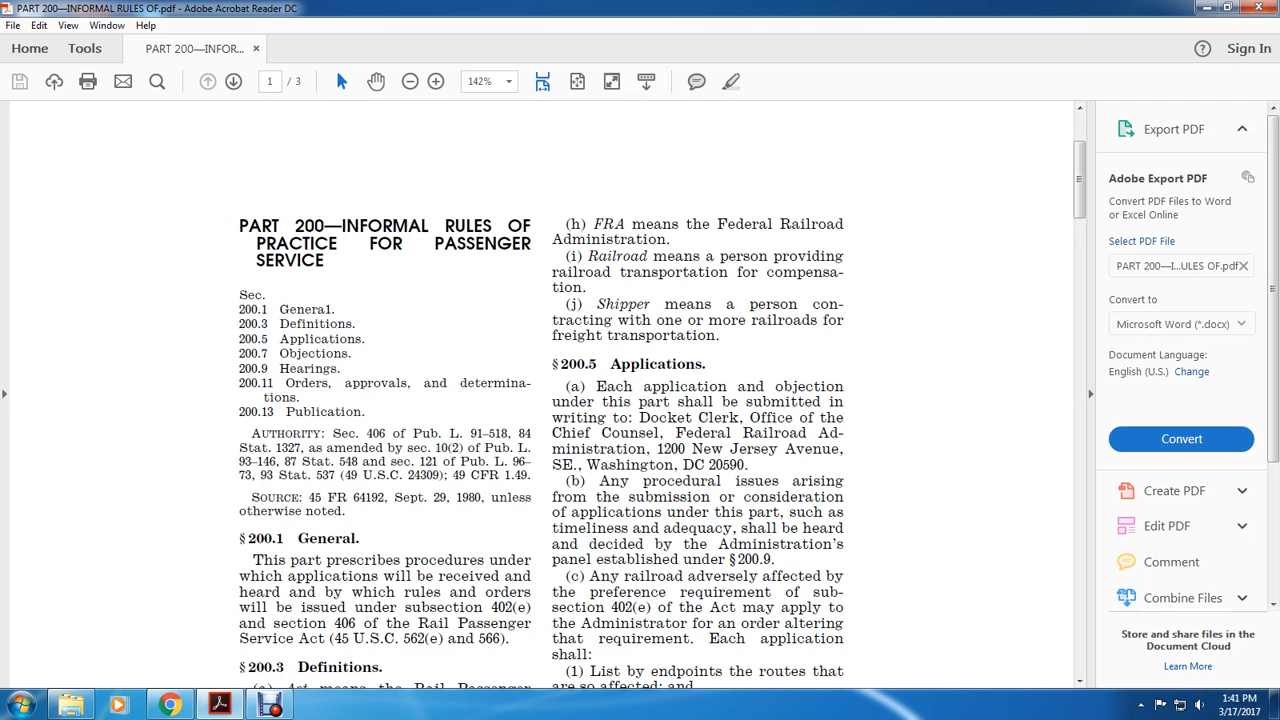 PART 200—INFORMAL RULES OF.pdf - Adobe Acrobat Reader DC
File Edit View Window Help
Home Tools PART 200—INFOR... × Sign In
1 / 3 142%
PART 200—INFORMAL RULES OF
PRACTICE FOR PASSENGER
SERVICE
Sec.
200.1 General.
200.3 Definitions.
200.5 Applications.
200.7 Objections.
200.9 Hearings.
200.11 Orders, approvals, and determina-
tions.
200.13 Publication.
AUTHORITY: Sec. 406 of Pub. L. 91–518, 84
Stat. 1327, as amended by sec. 10(2) of Pub. L.
93–146, 87 Stat. 548 and sec. 121 of Pub. L. 96–
73, 93 Stat. 537 (49 U.S.C. 24309); 49 CFR 1.49.
SOURCE: 45 FR 64192, Sept. 29, 1980, unless
otherwise noted.
§ 200.1 General.
This part prescribes procedures under
which applications will be received and
heard and by which rules and orders
will be issued under subsection 402(e)
and section 406 of the Rail Passenger
Service Act (45 U.S.C. 562(e) and 566).
§ 200.3 Definitions.
(a) Act means the Rail Passenger
(h) FRA means the Federal Railroad
Administration.
(i) Railroad means a person providing
railroad transportation for compensa-
tion.
(j) Shipper means a person con-
tracting with one or more railroads for
freight transportation.
§ 200.5 Applications.
(a) Each application and objection
under this part shall be submitted in
writing to: Docket Clerk, Office of the
Chief Counsel, Federal Railroad Ad-
ministration, 1200 New Jersey Avenue,
SE., Washington, DC 20590.
(b) Any procedural issues arising
from the submission or consideration
of applications under this part, such as
timeliness and adequacy, shall be heard
and decided by the Administration's
panel established under § 200.9.
(c) Any railroad adversely affected by
the preference requirement of sub-
section 402(e) of the Act may apply to
the Administrator for an order altering
that requirement. Each application
shall:
(1) List by endpoints the routes that
are so affected; and
Export PDF
Adobe Export PDF
Convert PDF Files to Word
or Excel Online
Select PDF File
PART 200—I...ULES OF.pdf
Convert to
Microsoft Word (*.docx)
Document Language:
English (U.S.) Change
Convert
Create PDF
Edit PDF
Comment
Combine Files
Store and share files in the
Document Cloud
Learn More
1:41 PM
3/17/2017